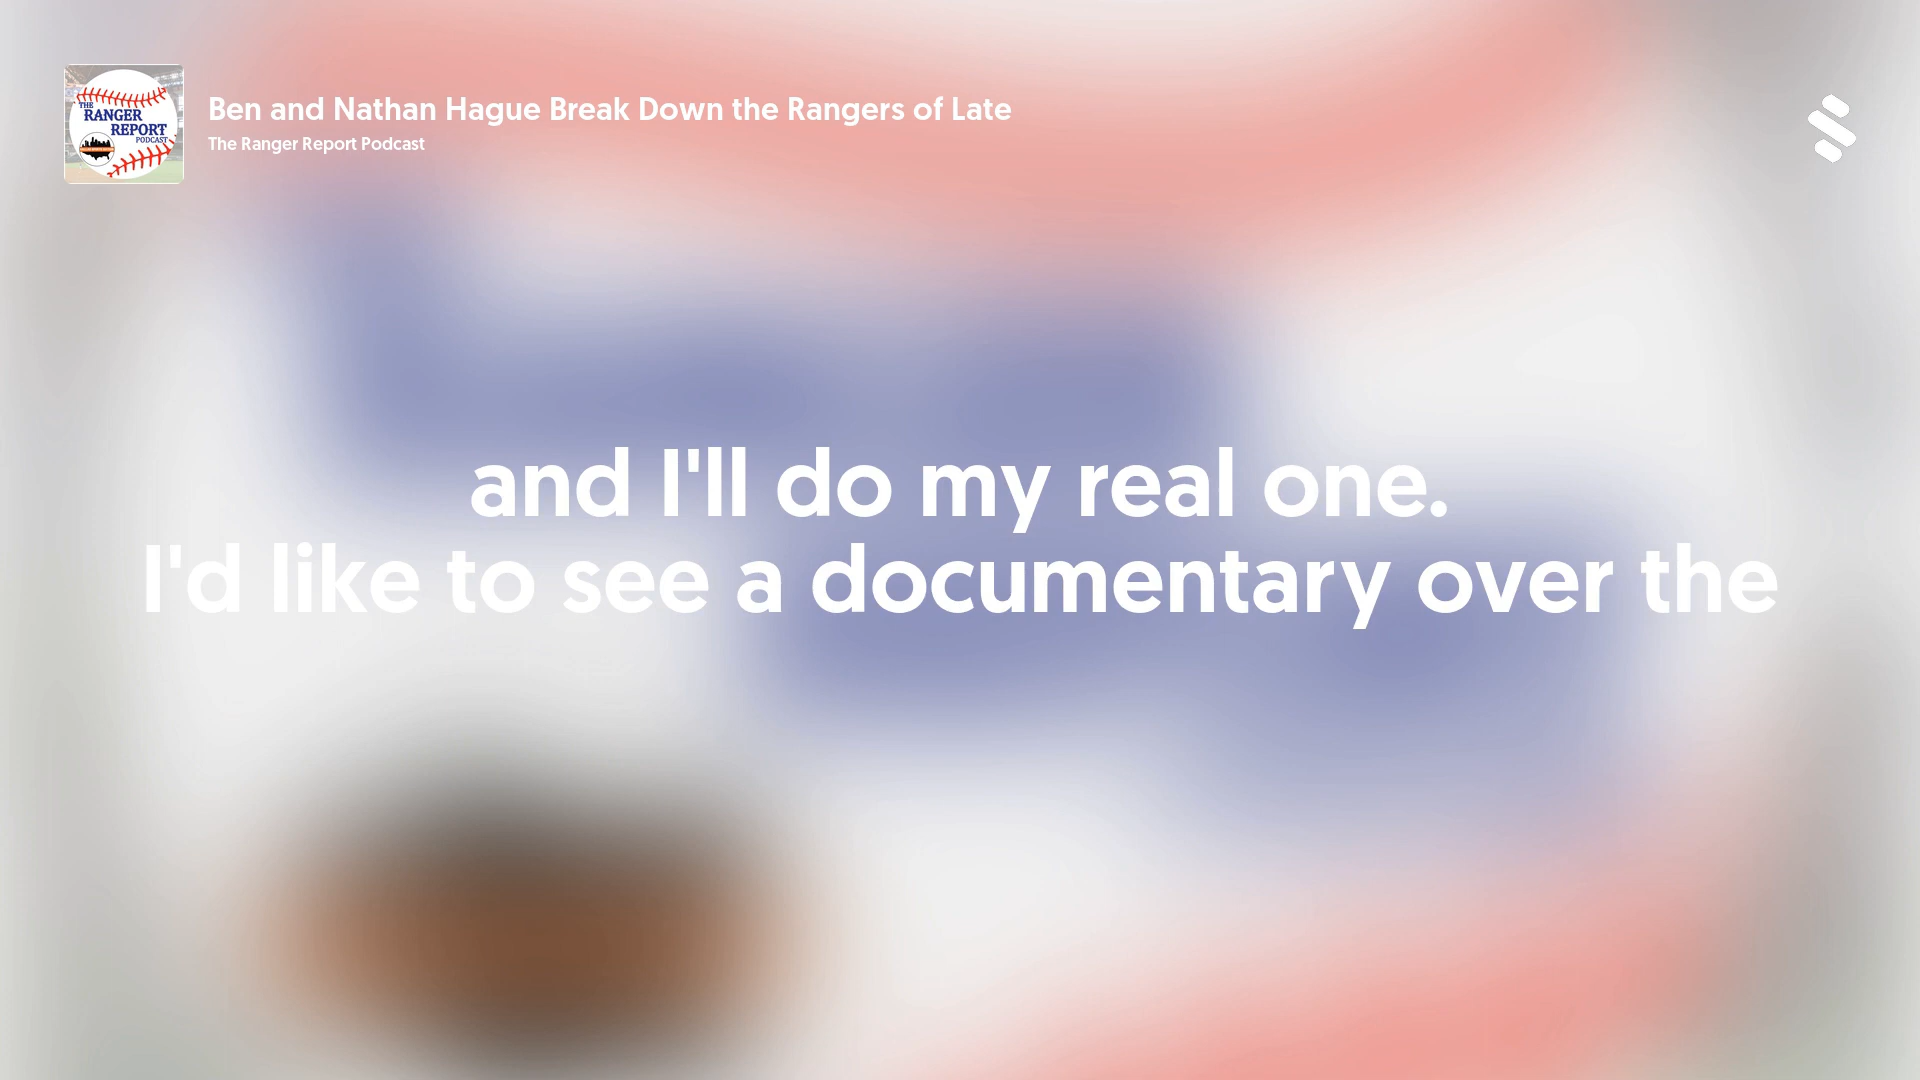 THE
RANGER
REPORT
PODCAST
Ben and Nathan Hague Break Down the Rangers of Late
The Ranger Report Podcast
and I'll do my real one.
I'd like to see a documentary over the